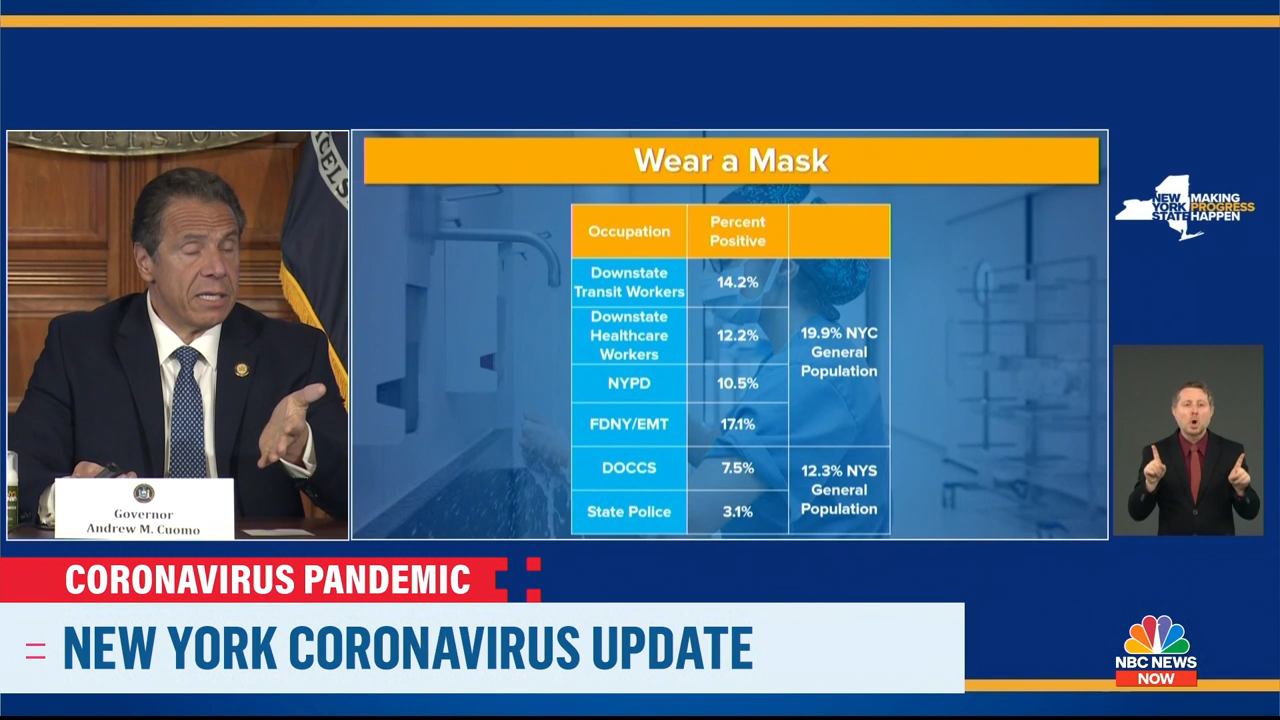 EXCELSIOR
EXCELS
Wear a Mask
Occupation
Percent
Positive
Downstate
Transit Workers
14.2%
Downstate
Healthcare
Workers
12.2%
19.9% NYC
General
Population
NYPD
10.5%
FDNY/EMT
17.1%
DOCCS
7.5%
12.3% NYS
General
Population
State Police
3.1%
NEW
YORK
STATE
MAKING
PROGRESS
HAPPEN
Governor
Andrew M. Cuomo
CORONAVIRUS PANDEMIC
NEW YORK CORONAVIRUS UPDATE
NBC NEWS
NOW